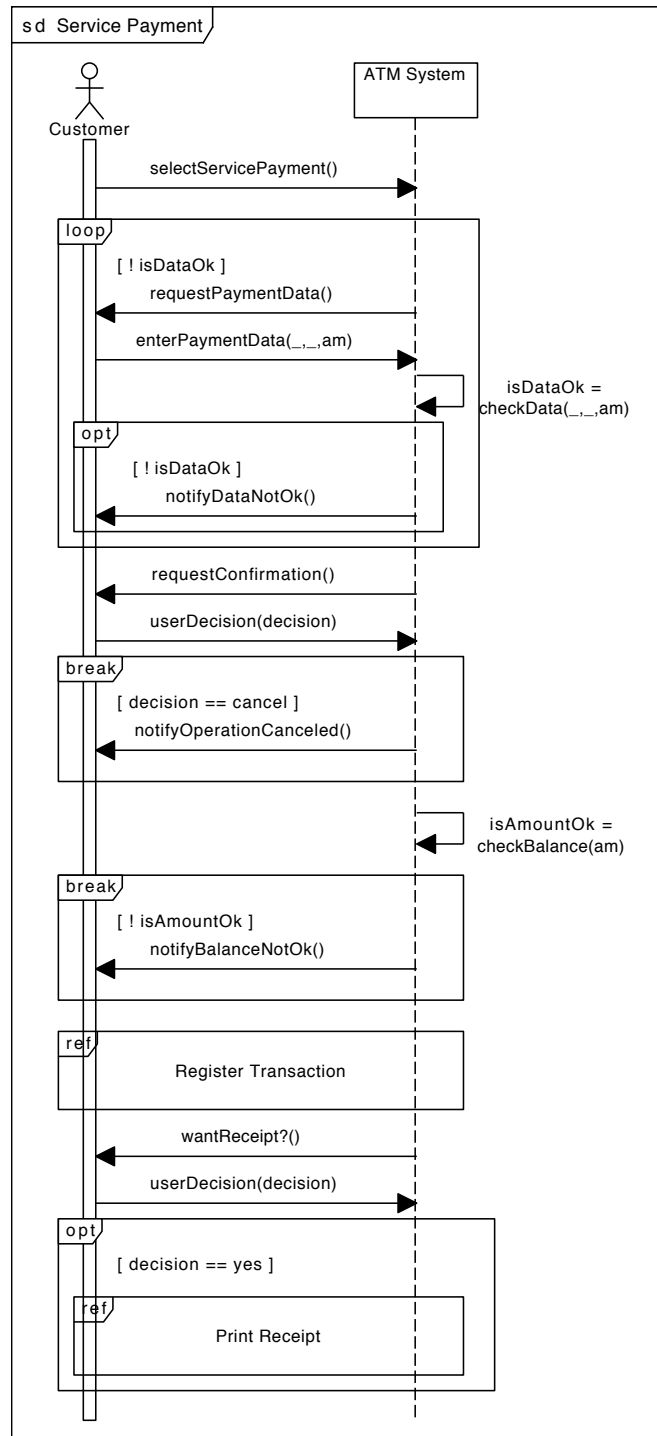 sd Service Payment
ATM System
Customer
selectServicePayment()
loop
[ ! isDataOk ]
requestPaymentData()
enterPaymentData(_,_,am)
isDataOk =
checkData(_,_,am)
opt
[ ! isDataOk ]
notifyDataNotOk()
requestConfirmation()
userDecision(decision)
break
[ decision == cancel ]
notifyOperationCanceled()
isAmountOk =
checkBalance(am)
break
[ ! isAmountOk ]
notifyBalanceNotOk()
ref
Register Transaction
wantReceipt?()
userDecision(decision)
opt
[ decision == yes ]
ref
Print Receipt